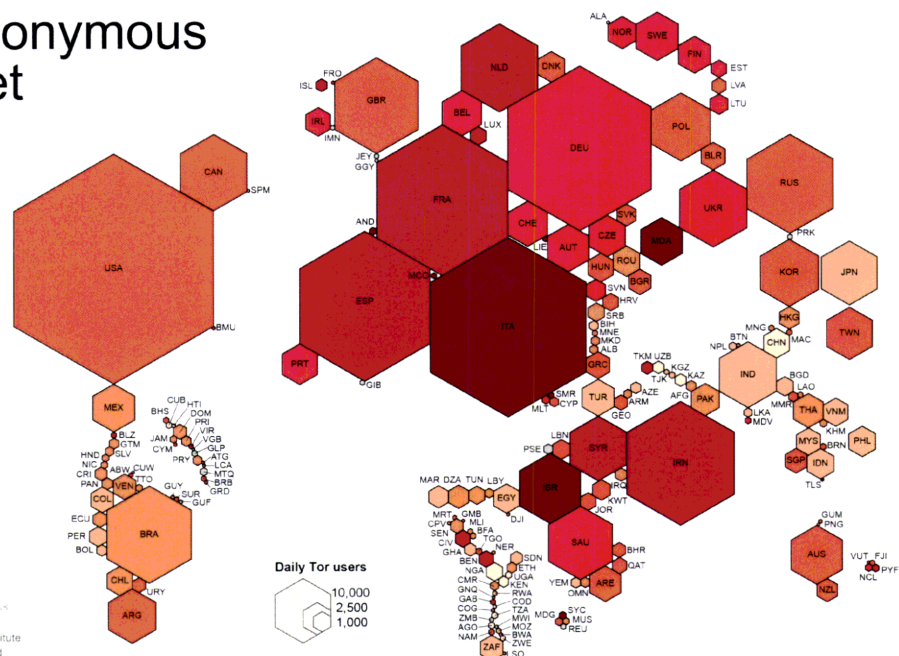 onymous
et
ALA
NOR
SWE
FIN
EST
LVA
LTU
FRO
ISL
GBR
IRL
IMN
JEY
GGY
NLD
DNK
BEL
LUX
DEU
POL
BLR
CAN
SPM
USA
BMU
FRA
AND
MCO
CHE
LIE
AUT
CZE
SVK
MDA
UKR
RUS
PRK
HUN
ROU
BGR
SVN
HRV
SRB
BIH
MNE
MKD
ALB
GRC
ESP
ITA
PRT
GIB
SMR
MLT
CYP
KOR
JPN
HKG
TWN
MNG
MAC
CHN
BTN
NPL
IND
BGD
LAO
MMR
LKA
MDV
THA
VNM
KHM
MYS
BRN
PHL
SGP
IDN
TLS
TKM
UZB
TJK
KGZ
KAZ
AFG
PAK
TUR
AZE
ARM
GEO
LBN
PSE
SYR
IRN
ISR
IRQ
KWT
JOR
SAU
BHR
QAT
YEM
OMN
ARE
MEX
BLZ
GTM
SLV
HND
NIC
CRI
PAN
ABW
CUW
TTO
VEN
COL
ECU
PER
BOL
BRA
GUY
SUR
GUF
CHL
URY
ARG
CUB
BHS
HTI
DOM
PRI
VIR
VGB
JAM
CYM
PRY
GLP
ATG
LCA
MTQ
BRB
GRD
MAR
DZA
TUN
LBY
EGY
DJI
MRT
GMB
CPV
MLI
SEN
BFA
CIV
TGO
GHA
NER
BEN
NGA
SDN
ETH
UGA
CMR
KEN
GNQ
RWA
GAB
COD
COG
TZA
ZMB
MWI
AGO
MOZ
NAM
BWA
ZWE
ZAF
LSO
MDG
SYC
MUS
REU
GUM
PNG
AUS
NZL
VUT
FJI
PYF
NCL
Daily Tor users
10,000
2,500
1,000
itute